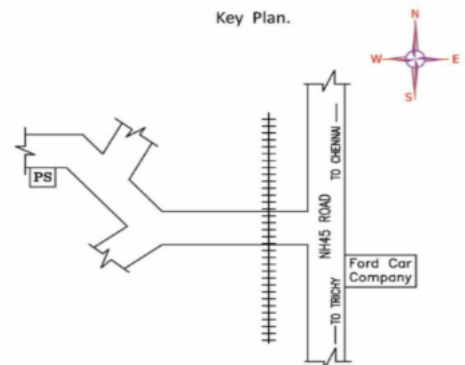 Key Plan.
N
W
E
S
TO CHENNAI
PS
NH45 ROAD
Ford Car
Company
TO TRICHY